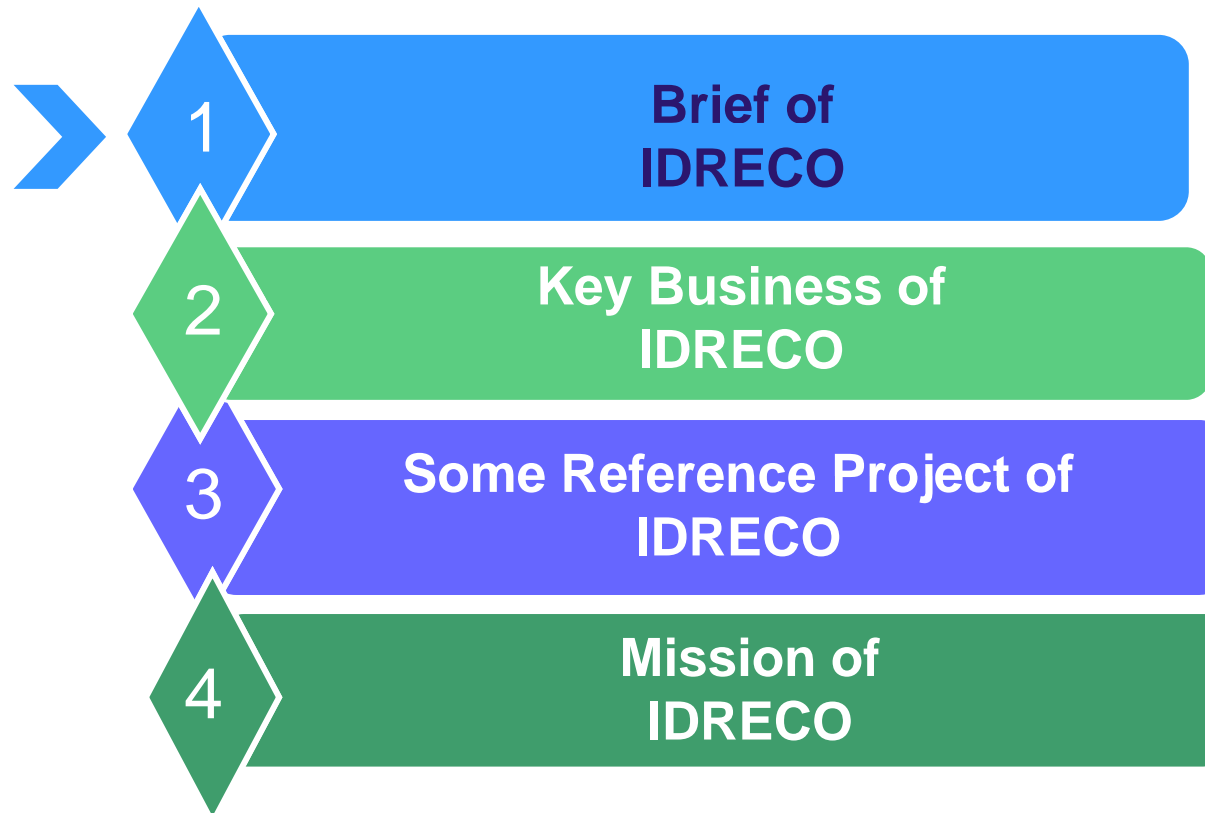 1
Brief of
IDRECO
2
Key Business of
IDRECO
3
Some Reference Project of
IDRECO
4
Mission of
IDRECO